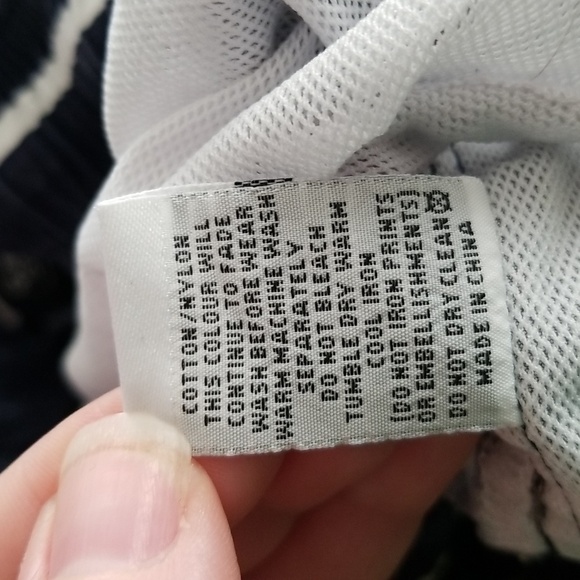 COTTON/NYLON
THIS COLOUR WILL
CONTINUE TO FADE
WASH BEFORE WEAR
WARM MACHINE WASH
SEPARATELY
DO NOT BLEACH
TUMBLE DRY WARM
COOL IRON
(DO NOT IRON PRINTS
OR EMBELLISHMENTS)
DO NOT DRY CLEAN
MADE IN CHINA